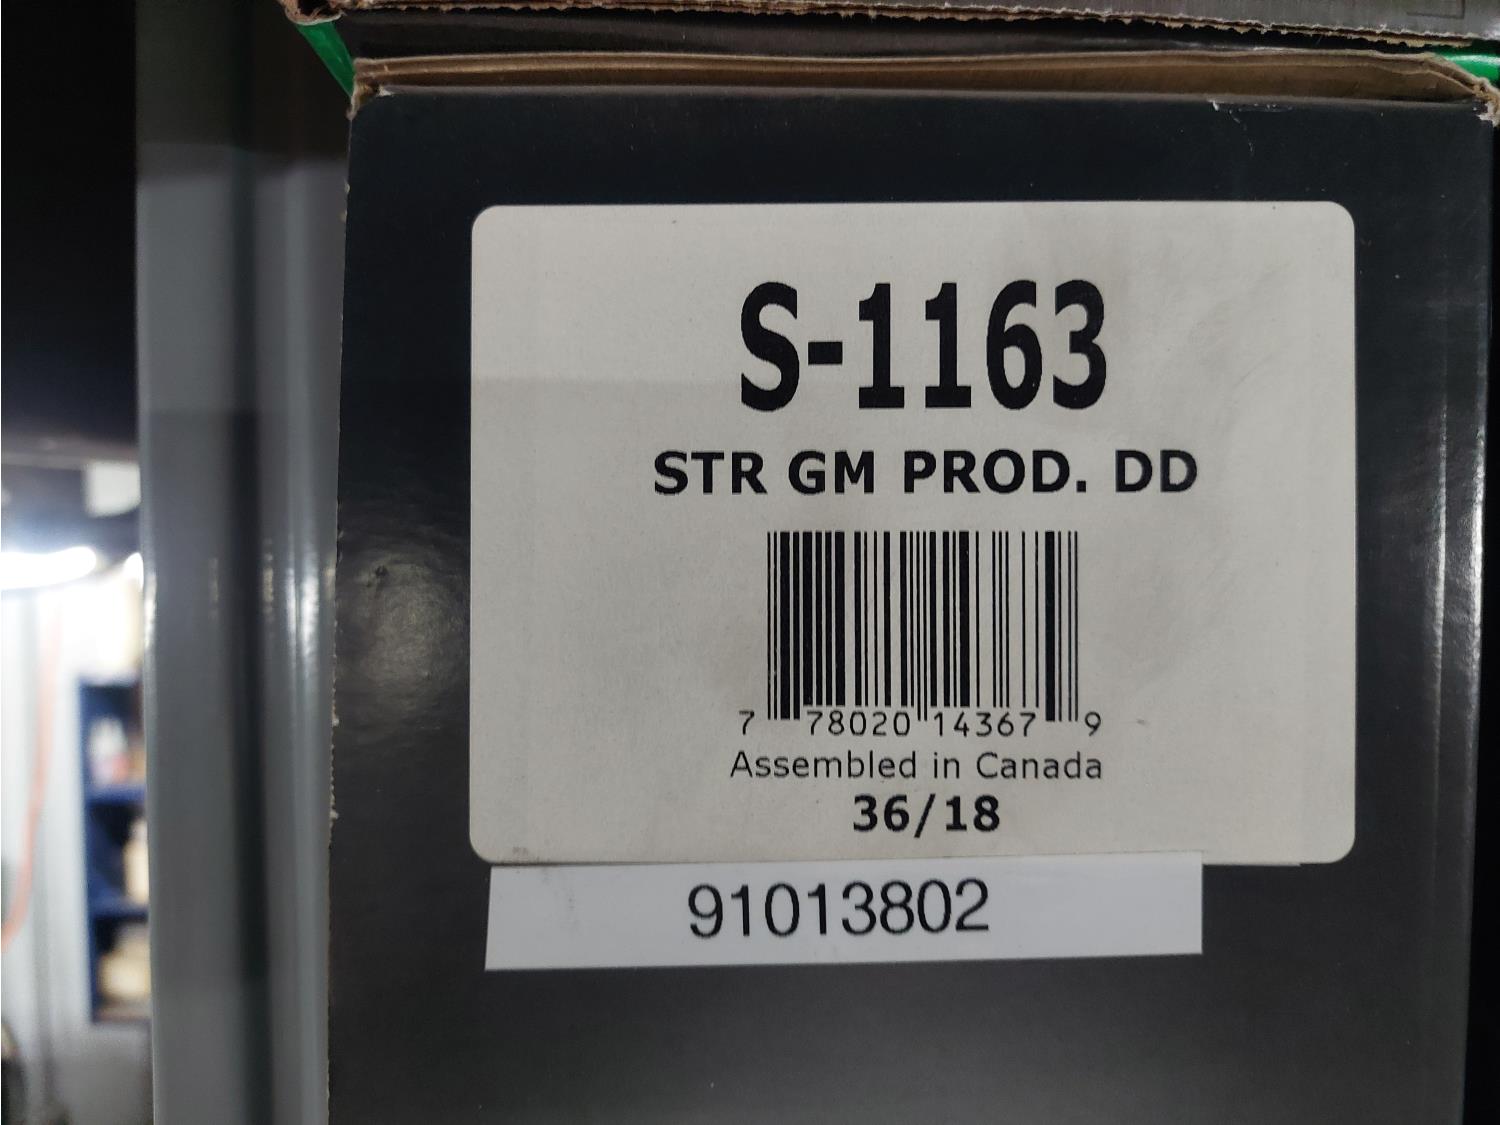 S-1163
STR GM PROD. DD
7 78020 14367 9
Assembled in Canada
36/18
91013802